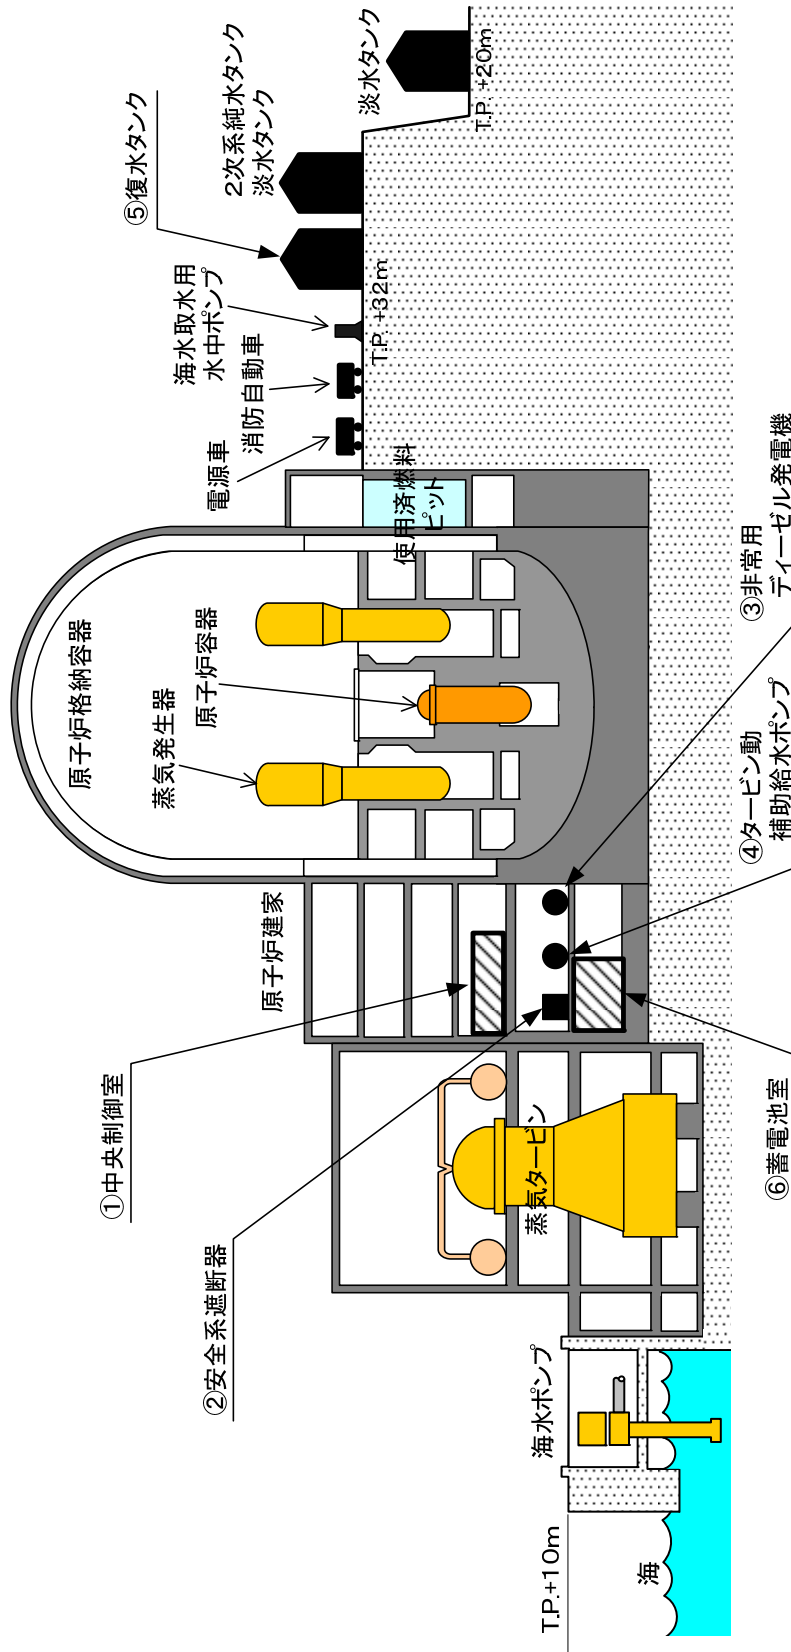 ⑤復水タンク
2次系純水タンク
淡水タンク
淡水タンク
T.P. +20m
海水取水用
水中ポンプ
消防自動車
電源車
T.P. +32m
使用済燃料
ピット
原子炉格納容器
蒸気発生器
原子炉容器
原子炉建家
③非常用
ディーゼル発電機
④タービン動
補助給水ポンプ
①中央制御室
②安全系遮断器
⑥蓄電池室
蒸気タービン
海水ポンプ
T.P.+10m
海